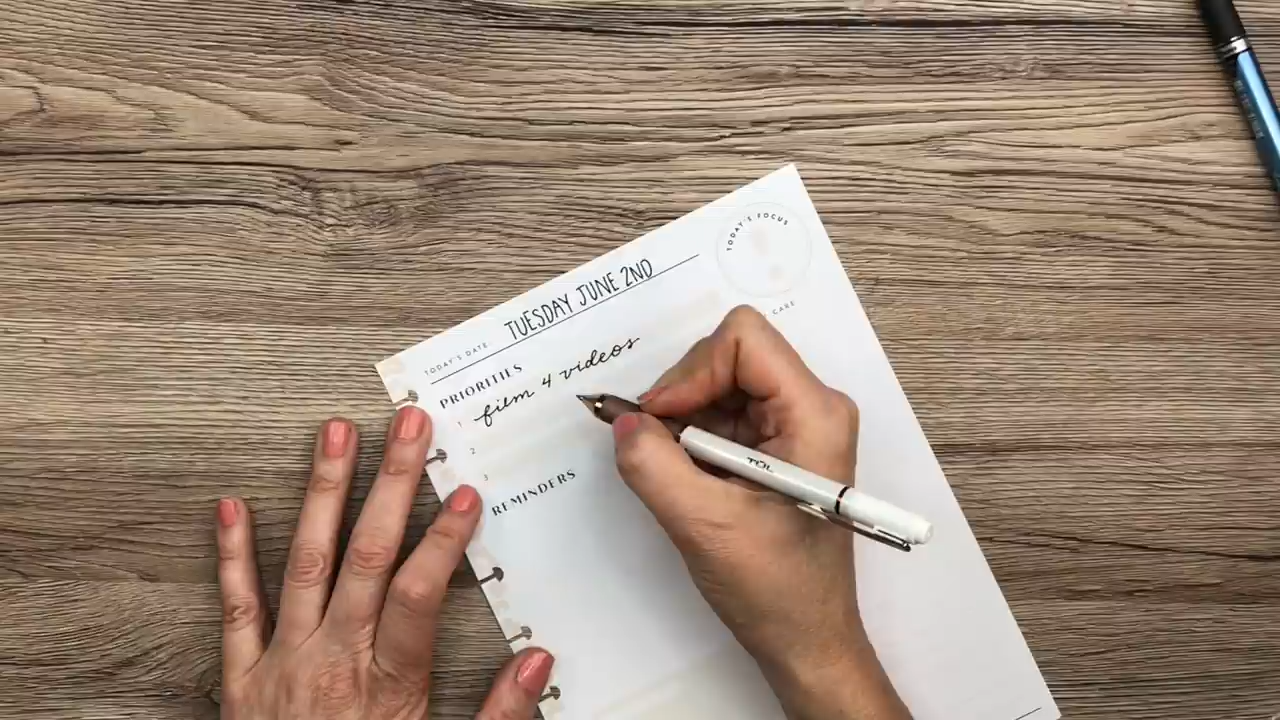 TODAY'S FOCUS
TODAY'S DATE: TUESDAY JUNE 2ND
CARE
PRIORITIES
1 film 4 videos
2
3
REMINDERS
TUL